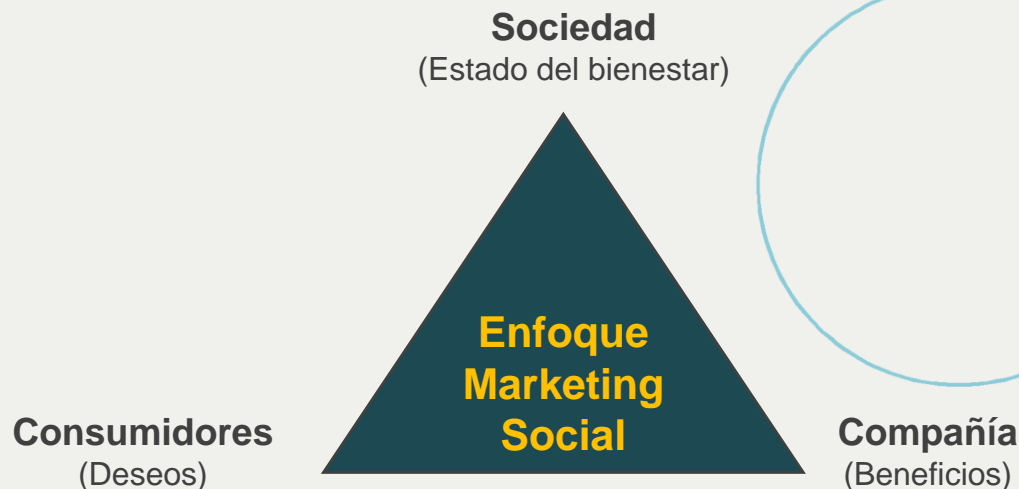 Sociedad
(Estado del bienestar)
Enfoque
Marketing
Social
Consumidores
(Deseos)
Compañía
(Beneficios)